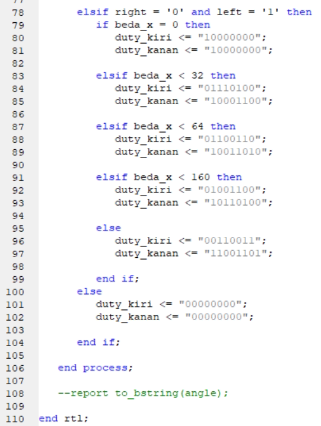 78 elsif right = '0' and left = '1' then
79 if beda_x = 0 then
80 duty_kiri <= "10000000";
81 duty_kanan <= "10000000";
82
83 elsif beda_x < 32 then
84 duty_kiri <= "01110100";
85 duty_kanan <= "10001100";
86
87 elsif beda_x < 64 then
88 duty_kiri <= "01100110";
89 duty_kanan <= "10011010";
90
91 elsif beda_x < 160 then
92 duty_kiri <= "01001100";
93 duty_kanan <= "10110100";
94
95 else
96 duty_kiri <= "00110011";
97 duty_kanan <= "11001101";
98
99 end if;
100 else
101 duty_kiri <= "00000000";
102 duty_kanan <= "00000000";
103
104 end if;
105
106 end process;
107
108 --report to_bstring(angle);
109
110 end rtl;